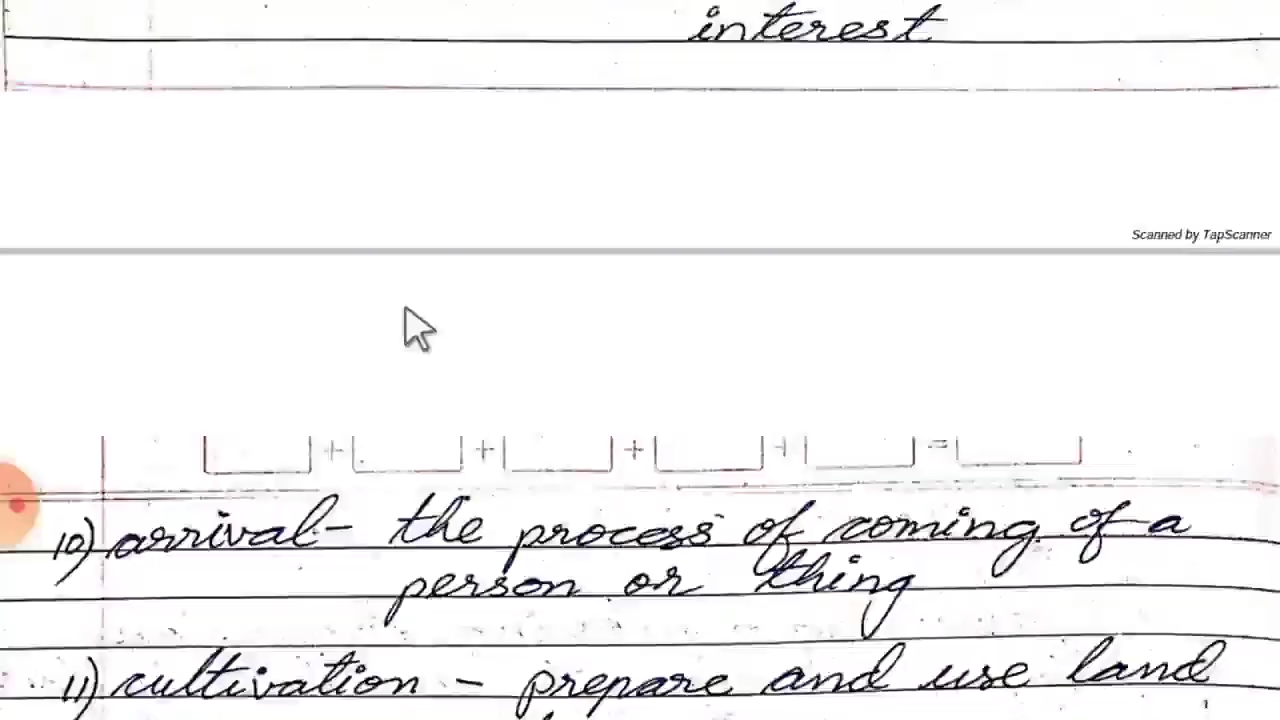 interest
Scanned by TapScanner
+ + + + =
10) arrival - the process of coming of a
person or thing
11) cultivation - prepare and use land